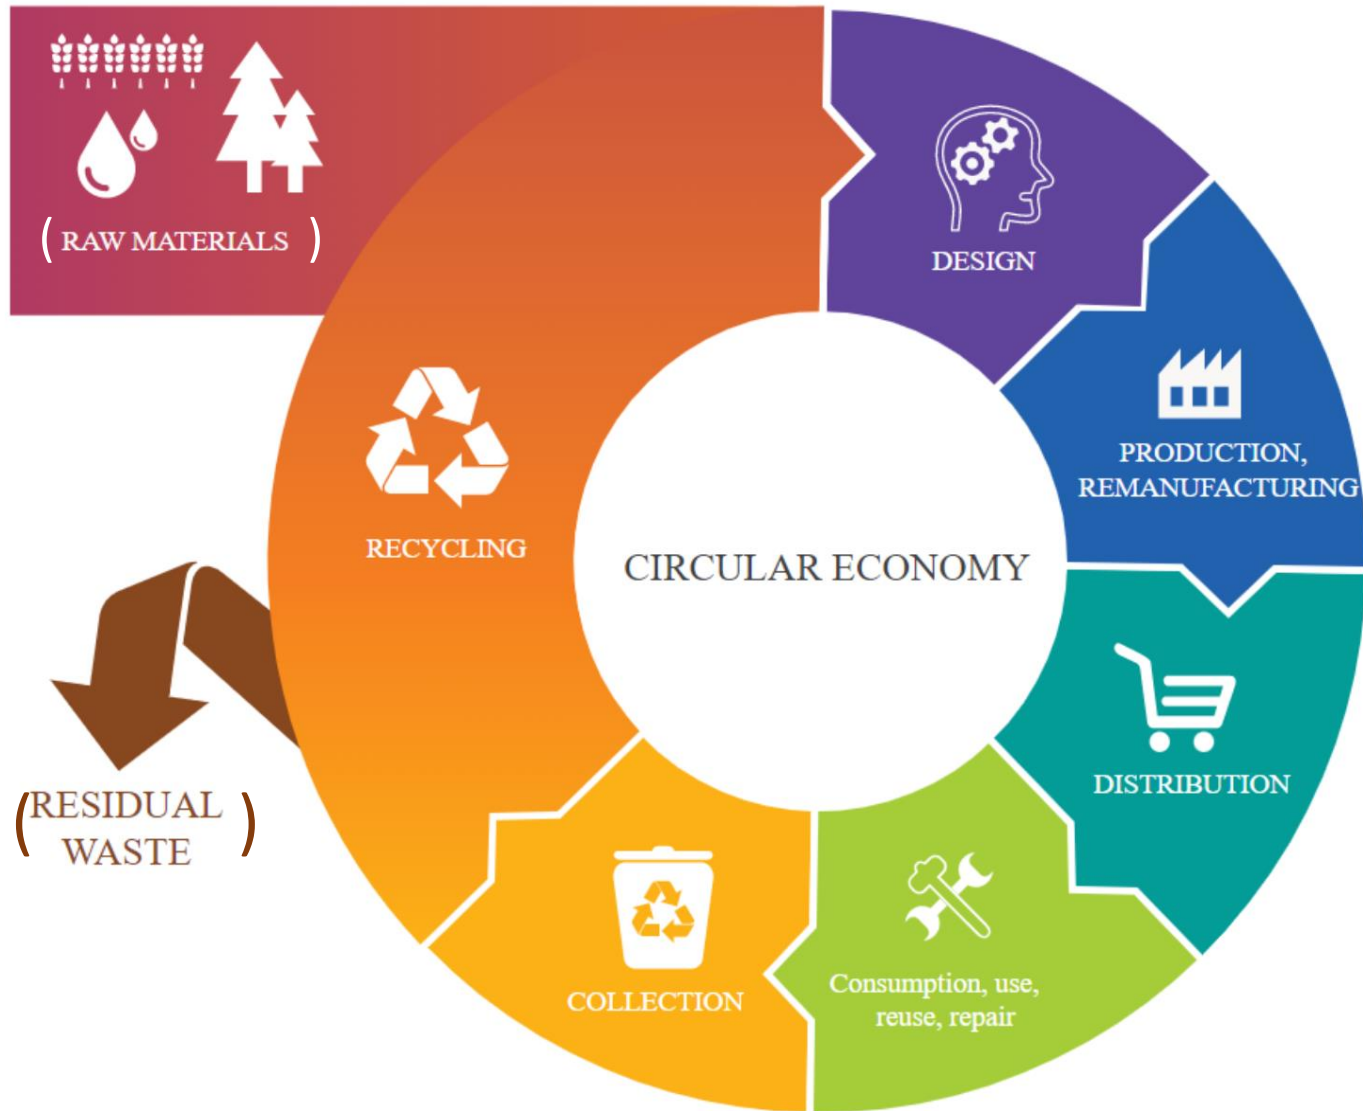 ( RAW MATERIALS )
DESIGN
PRODUCTION,
REMANUFACTURING
RECYCLING
CIRCULAR ECONOMY
DISTRIBUTION
(RESIDUAL
WASTE )
Consumption, use,
reuse, repair
COLLECTION